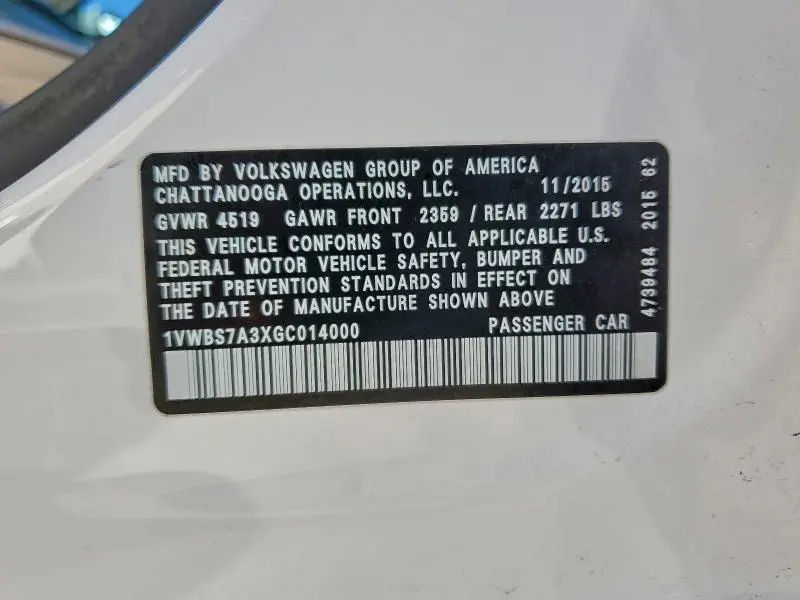 MFD BY VOLKSWAGEN GROUP OF AMERICA
CHATTANOOGA OPERATIONS, LLC. 11/2015
GVWR 4519 GAWR FRONT 2359 / REAR 2271 LBS
THIS VEHICLE CONFORMS TO ALL APPLICABLE U.S.
FEDERAL MOTOR VEHICLE SAFETY, BUMPER AND
THEFT PREVENTION STANDARDS IN EFFECT ON
THE DATE OF MANUFACTURE SHOWN ABOVE
1VWBS7A3XGC014000 PASSENGER CAR
4739484 2015 62